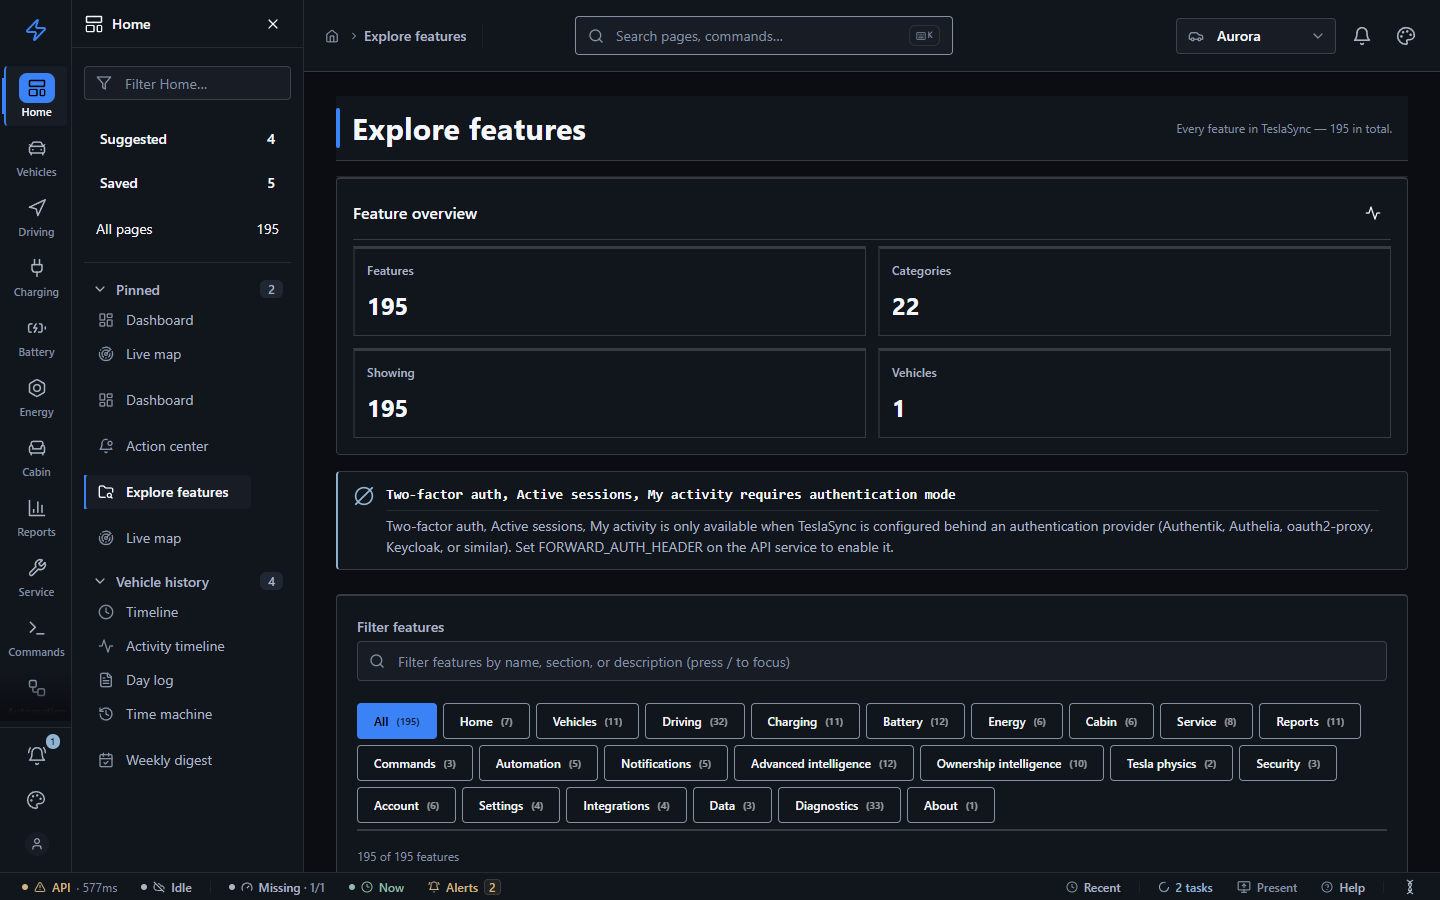 Home
Home
Explore features
Search pages, commands...
K
Aurora
Filter Home...
Suggested 4
Saved 5
All pages 195
Pinned 2
Dashboard
Live map
Dashboard
Action center
Explore features
Live map
Vehicle history 4
Timeline
Activity timeline
Day log
Time machine
Weekly digest
Vehicles
Driving
Charging
Battery
Energy
Cabin
Reports
Service
Commands
1
Explore features
Every feature in TeslaSync — 195 in total.
Feature overview
Features
195
Categories
22
Showing
195
Vehicles
1
Two-factor auth, Active sessions, My activity requires authentication mode
Two-factor auth, Active sessions, My activity is only available when TeslaSync is configured behind an authentication provider (Authentik, Authelia, oauth2-proxy,
Keycloak, or similar). Set FORWARD_AUTH_HEADER on the API service to enable it.
Filter features
Filter features by name, section, or description (press / to focus)
All (195) Home (7) Vehicles (11) Driving (32) Charging (11) Battery (12) Energy (6) Cabin (6) Service (8) Reports (11)
Commands (3) Automation (5) Notifications (5) Advanced intelligence (12) Ownership intelligence (10) Tesla physics (2) Security (3)
Account (6) Settings (4) Integrations (4) Data (3) Diagnostics (33) About (1)
195 of 195 features
API · 577ms Idle Missing · 1/1 Now Alerts 2 Recent 2 tasks Present Help